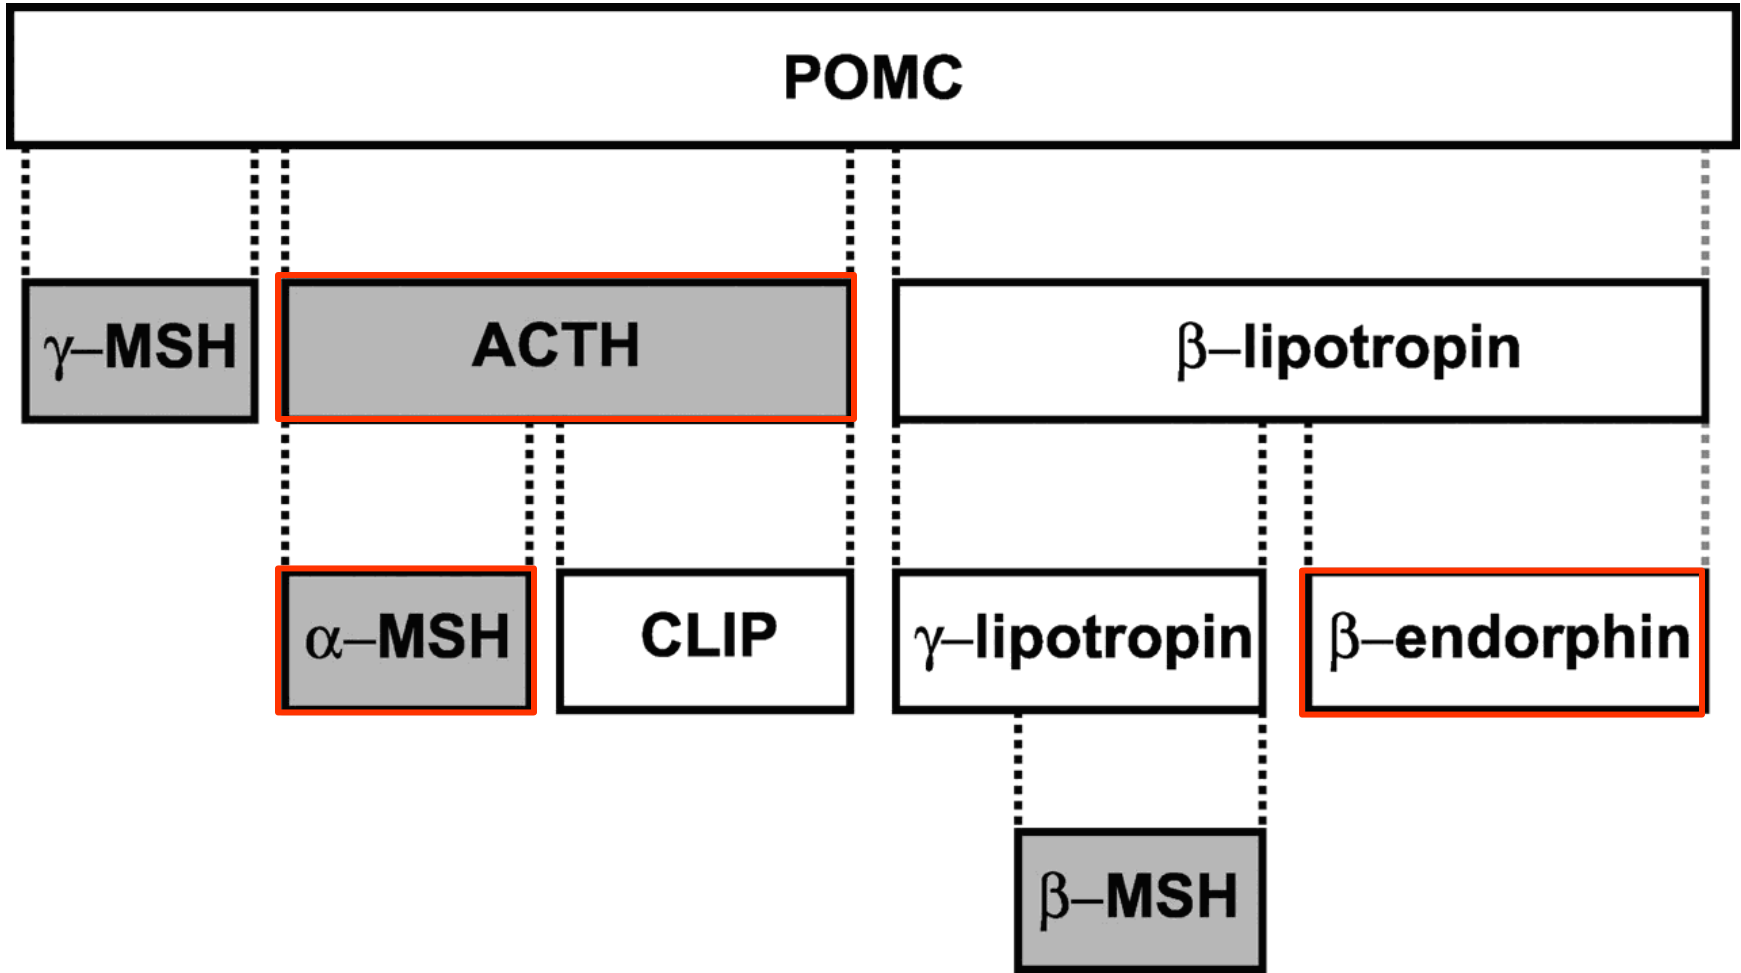 POMC
γ–MSH
ACTH
β–lipotropin
α–MSH
CLIP
γ–lipotropin
β–endorphin
β–MSH